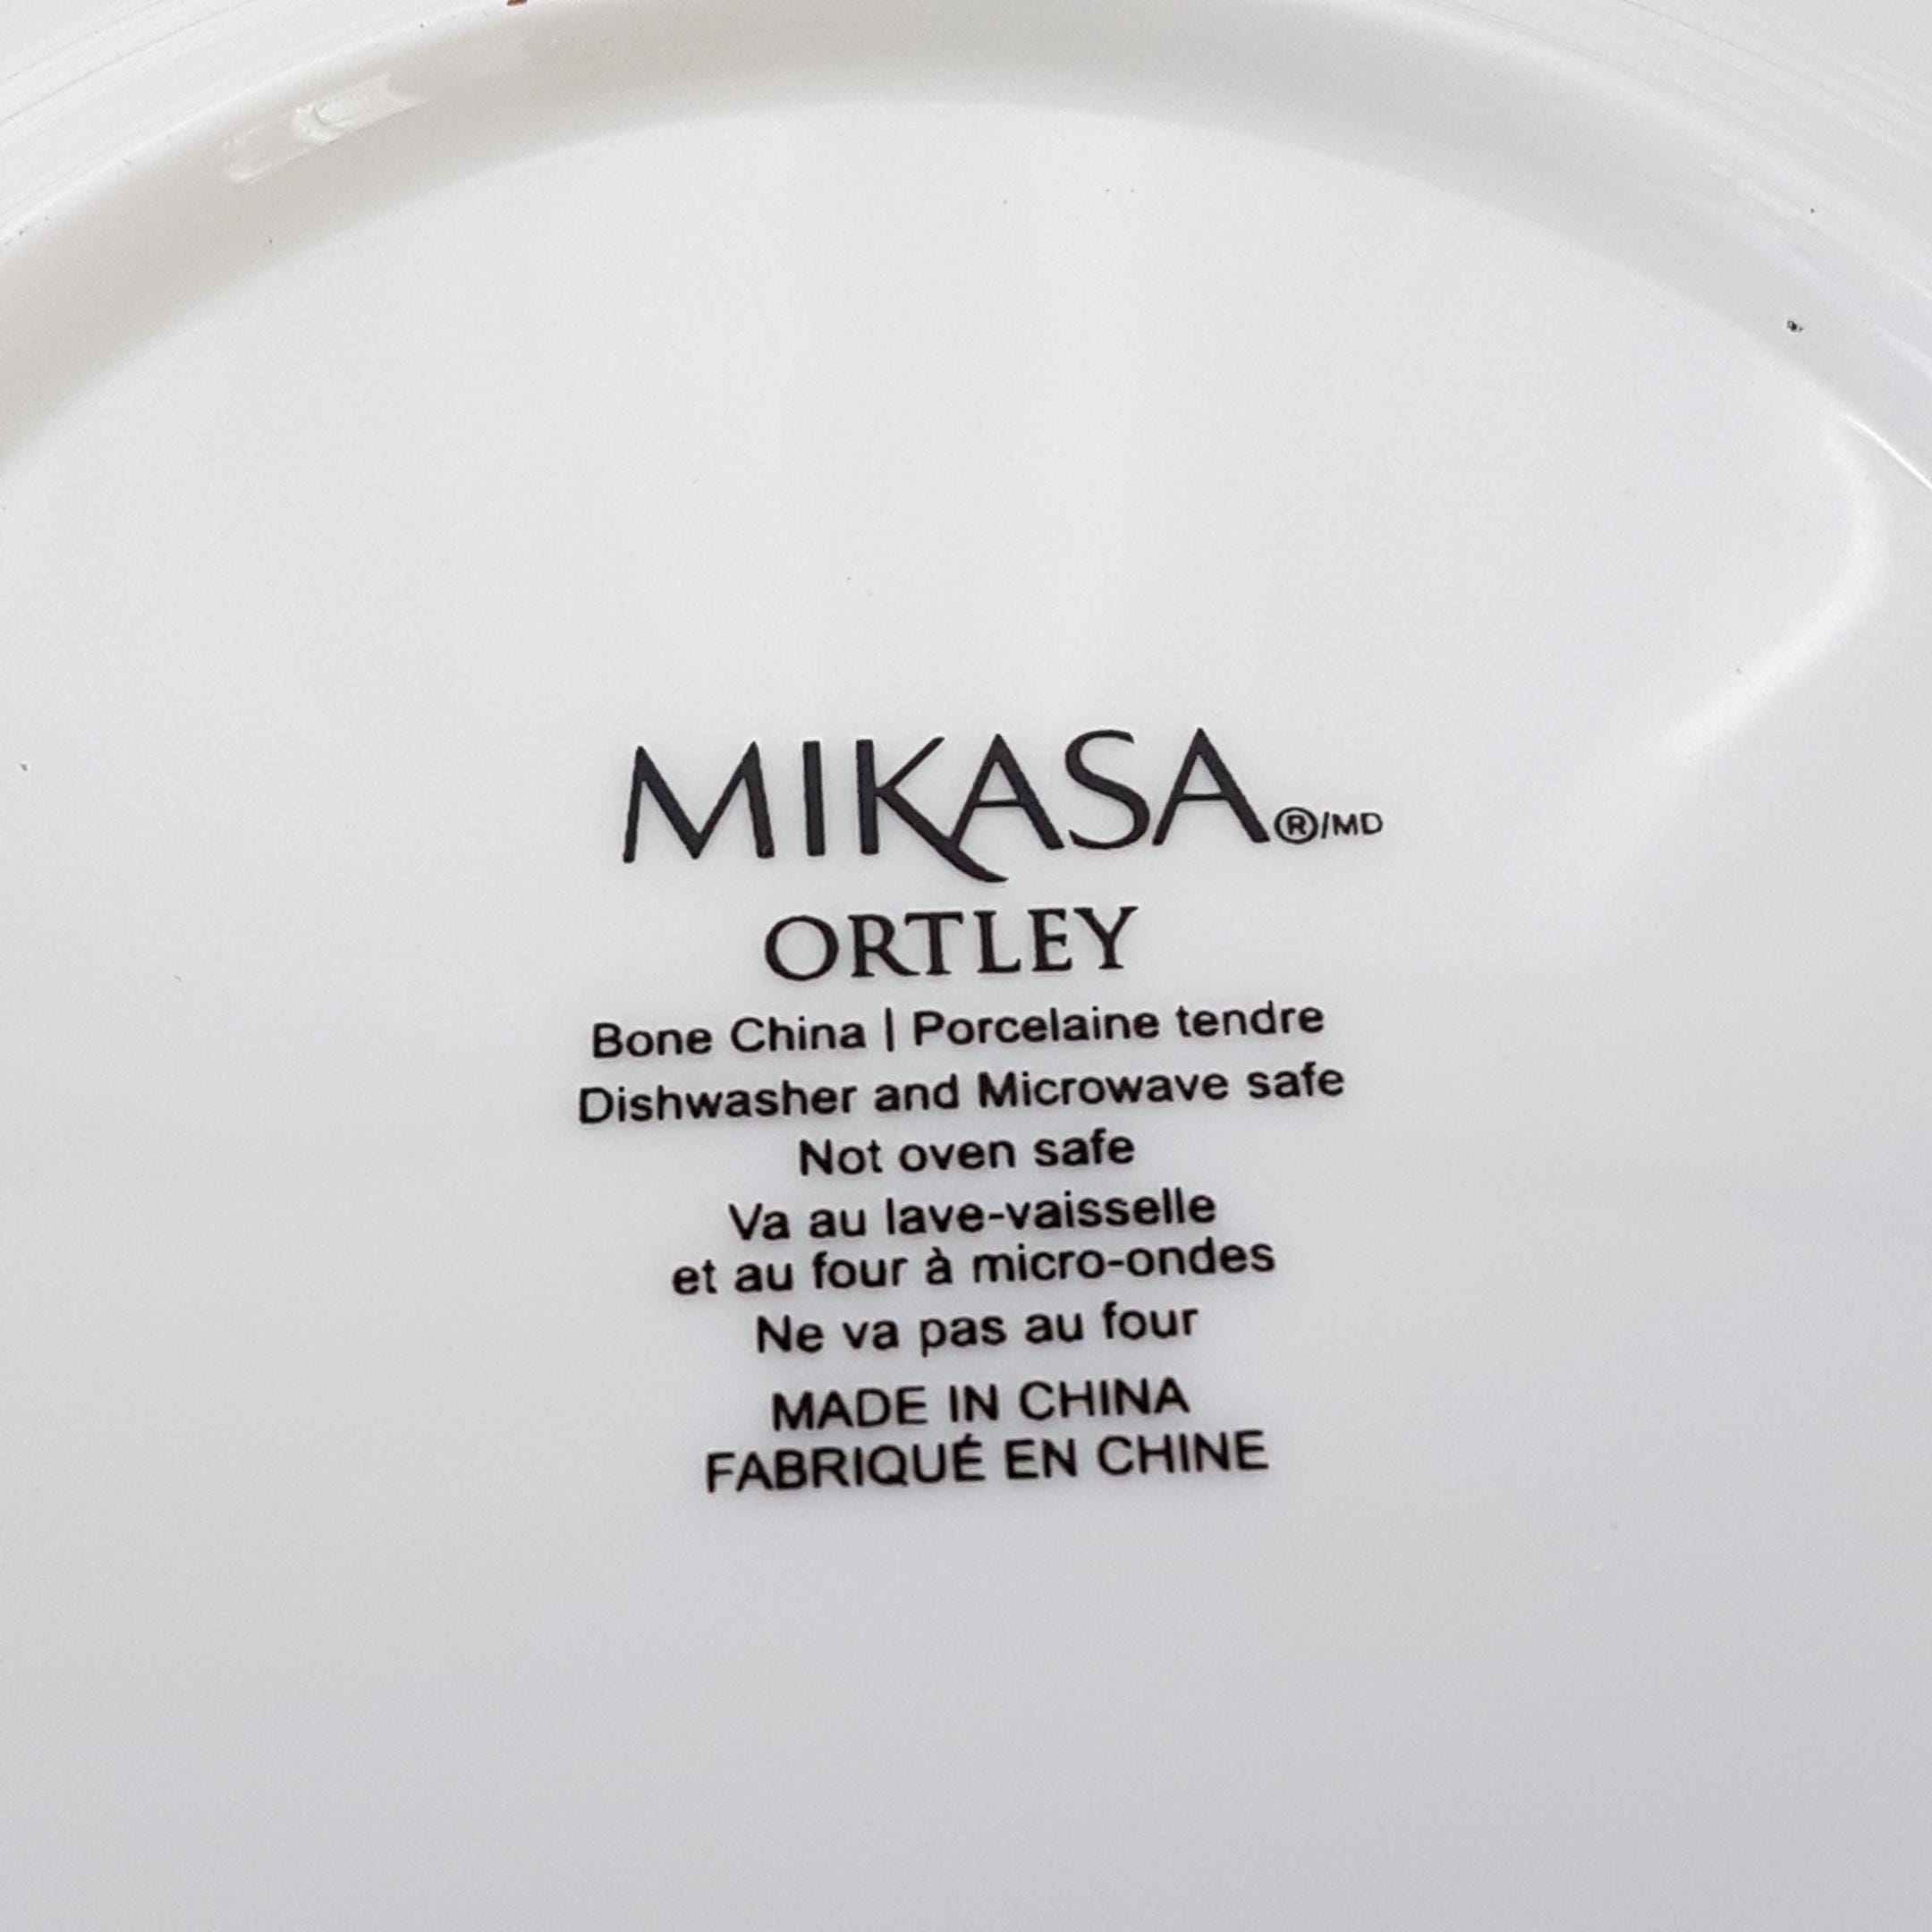 MIKASA®/MD
ORTLEY
Bone China | Porcelaine tendre
Dishwasher and Microwave safe
Not oven safe
Va au lave-vaisselle
et au four à micro-ondes
Ne va pas au four
MADE IN CHINA
FABRIQUÉ EN CHINE